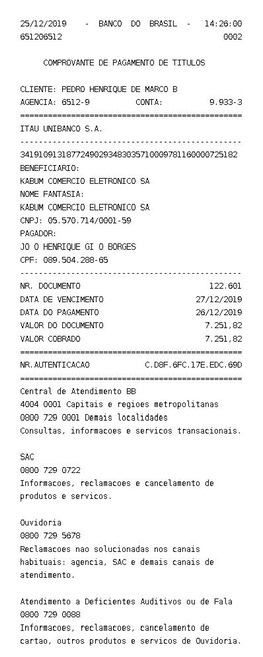 25/12/2019 - BANCO DO BRASIL - 14:26:00
651206512 0002
COMPROVANTE DE PAGAMENTO DE TITULOS
CLIENTE: PEDRO HENRIQUE DE MARCO B
AGENCIA: 6512-9 CONTA: 9.933-3
================================================
ITAU UNIBANCO S.A.
------------------------------------------------
34191091318772490293483035710009781160000725182
BENEFICIARIO:
KABUM COMERCIO ELETRONICO SA
NOME FANTASIA:
KABUM COMERCIO ELETRONICO SA
CNPJ: 05.570.714/0001-59
PAGADOR:
JO O HENRIQUE GI O BORGES
CPF: 089.504.288-65
------------------------------------------------
NR. DOCUMENTO 122.601
DATA DE VENCIMENTO 27/12/2019
DATA DO PAGAMENTO 26/12/2019
VALOR DO DOCUMENTO 7.251,82
VALOR COBRADO 7.251,82
================================================
NR.AUTENTICACAO C.D8F.6FC.17E.EDC.69D
================================================
Central de Atendimento BB
4004 0001 Capitais e regioes metropolitanas
0800 729 0001 Demais localidades
Consultas, informacoes e servicos transacionais.
SAC
0800 729 0722
Informacoes, reclamacoes e cancelamento de
produtos e servicos.
Ouvidoria
0800 729 5678
Reclamacoes nao solucionadas nos canais
habituais: agencia, SAC e demais canais de
atendimento.
Atendimento a Deficientes Auditivos ou de Fala
0800 729 0088
Informacoes, reclamacoes, cancelamento de
cartao, outros produtos e servicos de Ouvidoria.